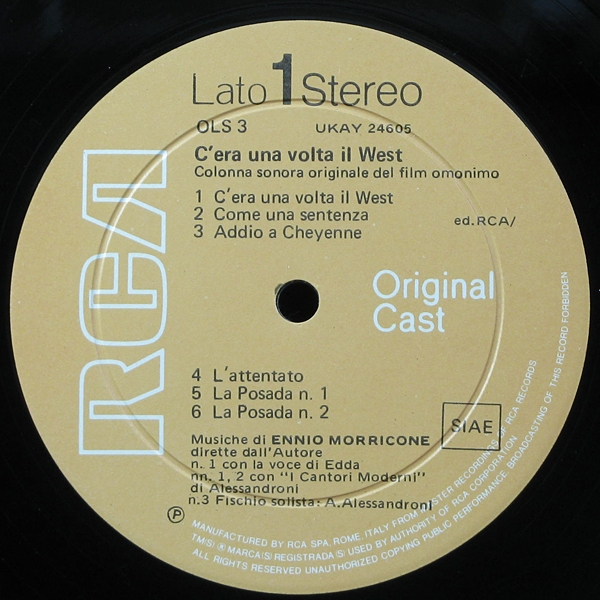 Lato 1 Stereo
OLS 3 UKAY 24605
C'era una volta il West
Colonna sonora originale del film omonimo
1 C'era una volta il West
2 Come una sentenza
3 Addio a Cheyenne
ed.RCA/
RCA
Original
Cast
4 L'attentato
5 La Posada n. 1
6 La Posada n. 2
SIAE
Musiche di ENNIO MORRICONE
dirette dall'Autore
n. 1 con la voce di Edda
nn. 1, 2 con "I Cantori Moderni"
di Alessandroni
n.3 Fischio solista: A.Alessandroni
Ⓟ
MANUFACTURED BY RCA SPA, ROME, ITALY FROM MASTER RECORDINGS OF RCA RECORDS
TM(S) ® MARCA(S) REGISTRADA(S) USED BY AUTHORITY OF RCA CORPORATION
ALL RIGHTS RESERVED UNAUTHORIZED COPYING PUBLIC PERFORMANCE, BROADCASTING OF THIS RECORD FORBIDDEN